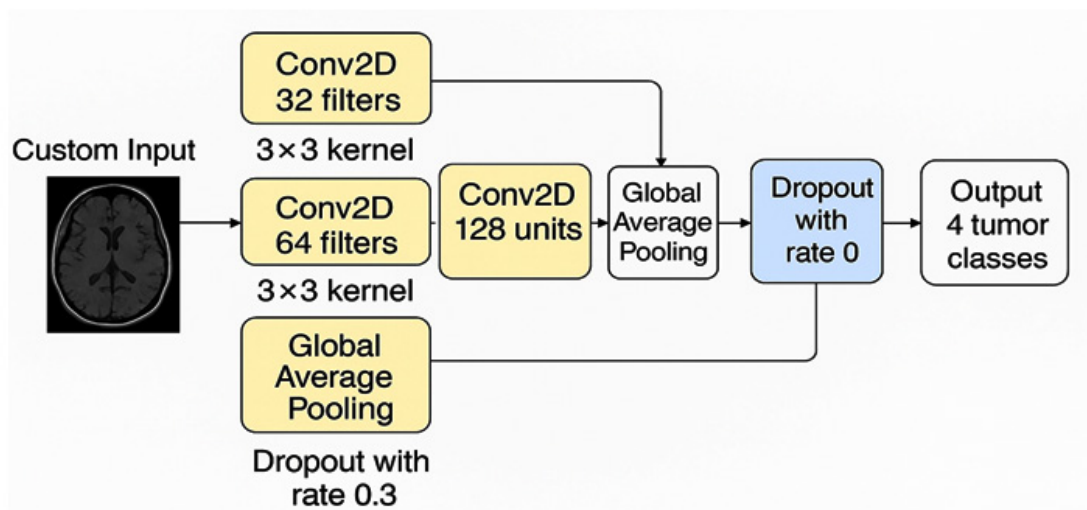 Custom Input
Conv2D
32 filters
3×3 kernel
Conv2D
64 filters
3×3 kernel
Global
Average
Pooling
Dropout with
rate 0.3
Conv2D
128 units
Global
Average
Pooling
Dropout
with
rate 0
Output
4 tumor
classes